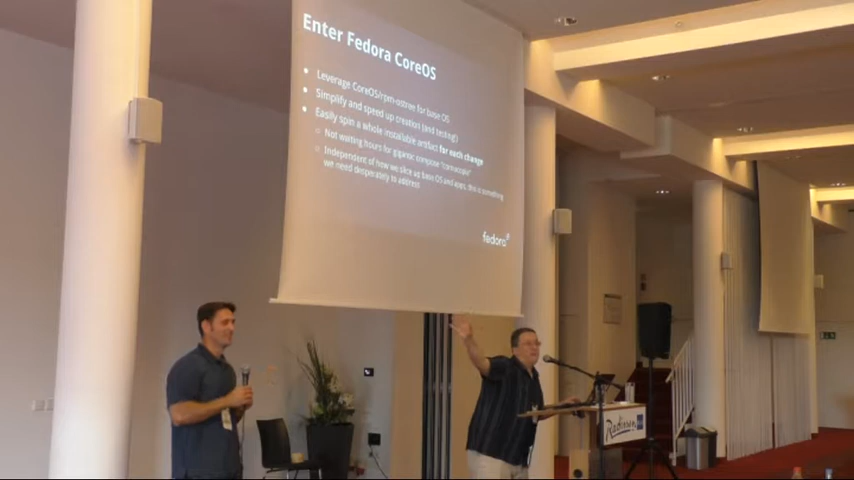 Enter Fedora CoreOS
• Leverage CoreOS/rpm-ostree for base OS
• Simplify and speed up creation (and testing!)
• Easily spin a whole installable artifact for each change
○ Not waiting hours for gigantic compose "cornucopia"
○ Independent of how we slice up base OS and apps, this is something
we need desperately to address
fedora
Radisson